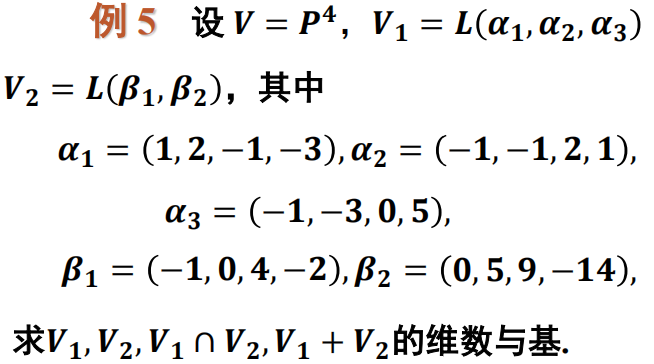 例 5 设 V = P⁴, V₁ = L(α₁, α₂, α₃)
V₂ = L(β₁, β₂), 其中
α₁ = (1, 2, −1, −3), α₂ = (−1, −1, 2, 1),
α₃ = (−1, −3, 0, 5),
β₁ = (−1, 0, 4, −2), β₂ = (0, 5, 9, −14),
求V₁, V₂, V₁ ∩ V₂, V₁ + V₂的维数与基.